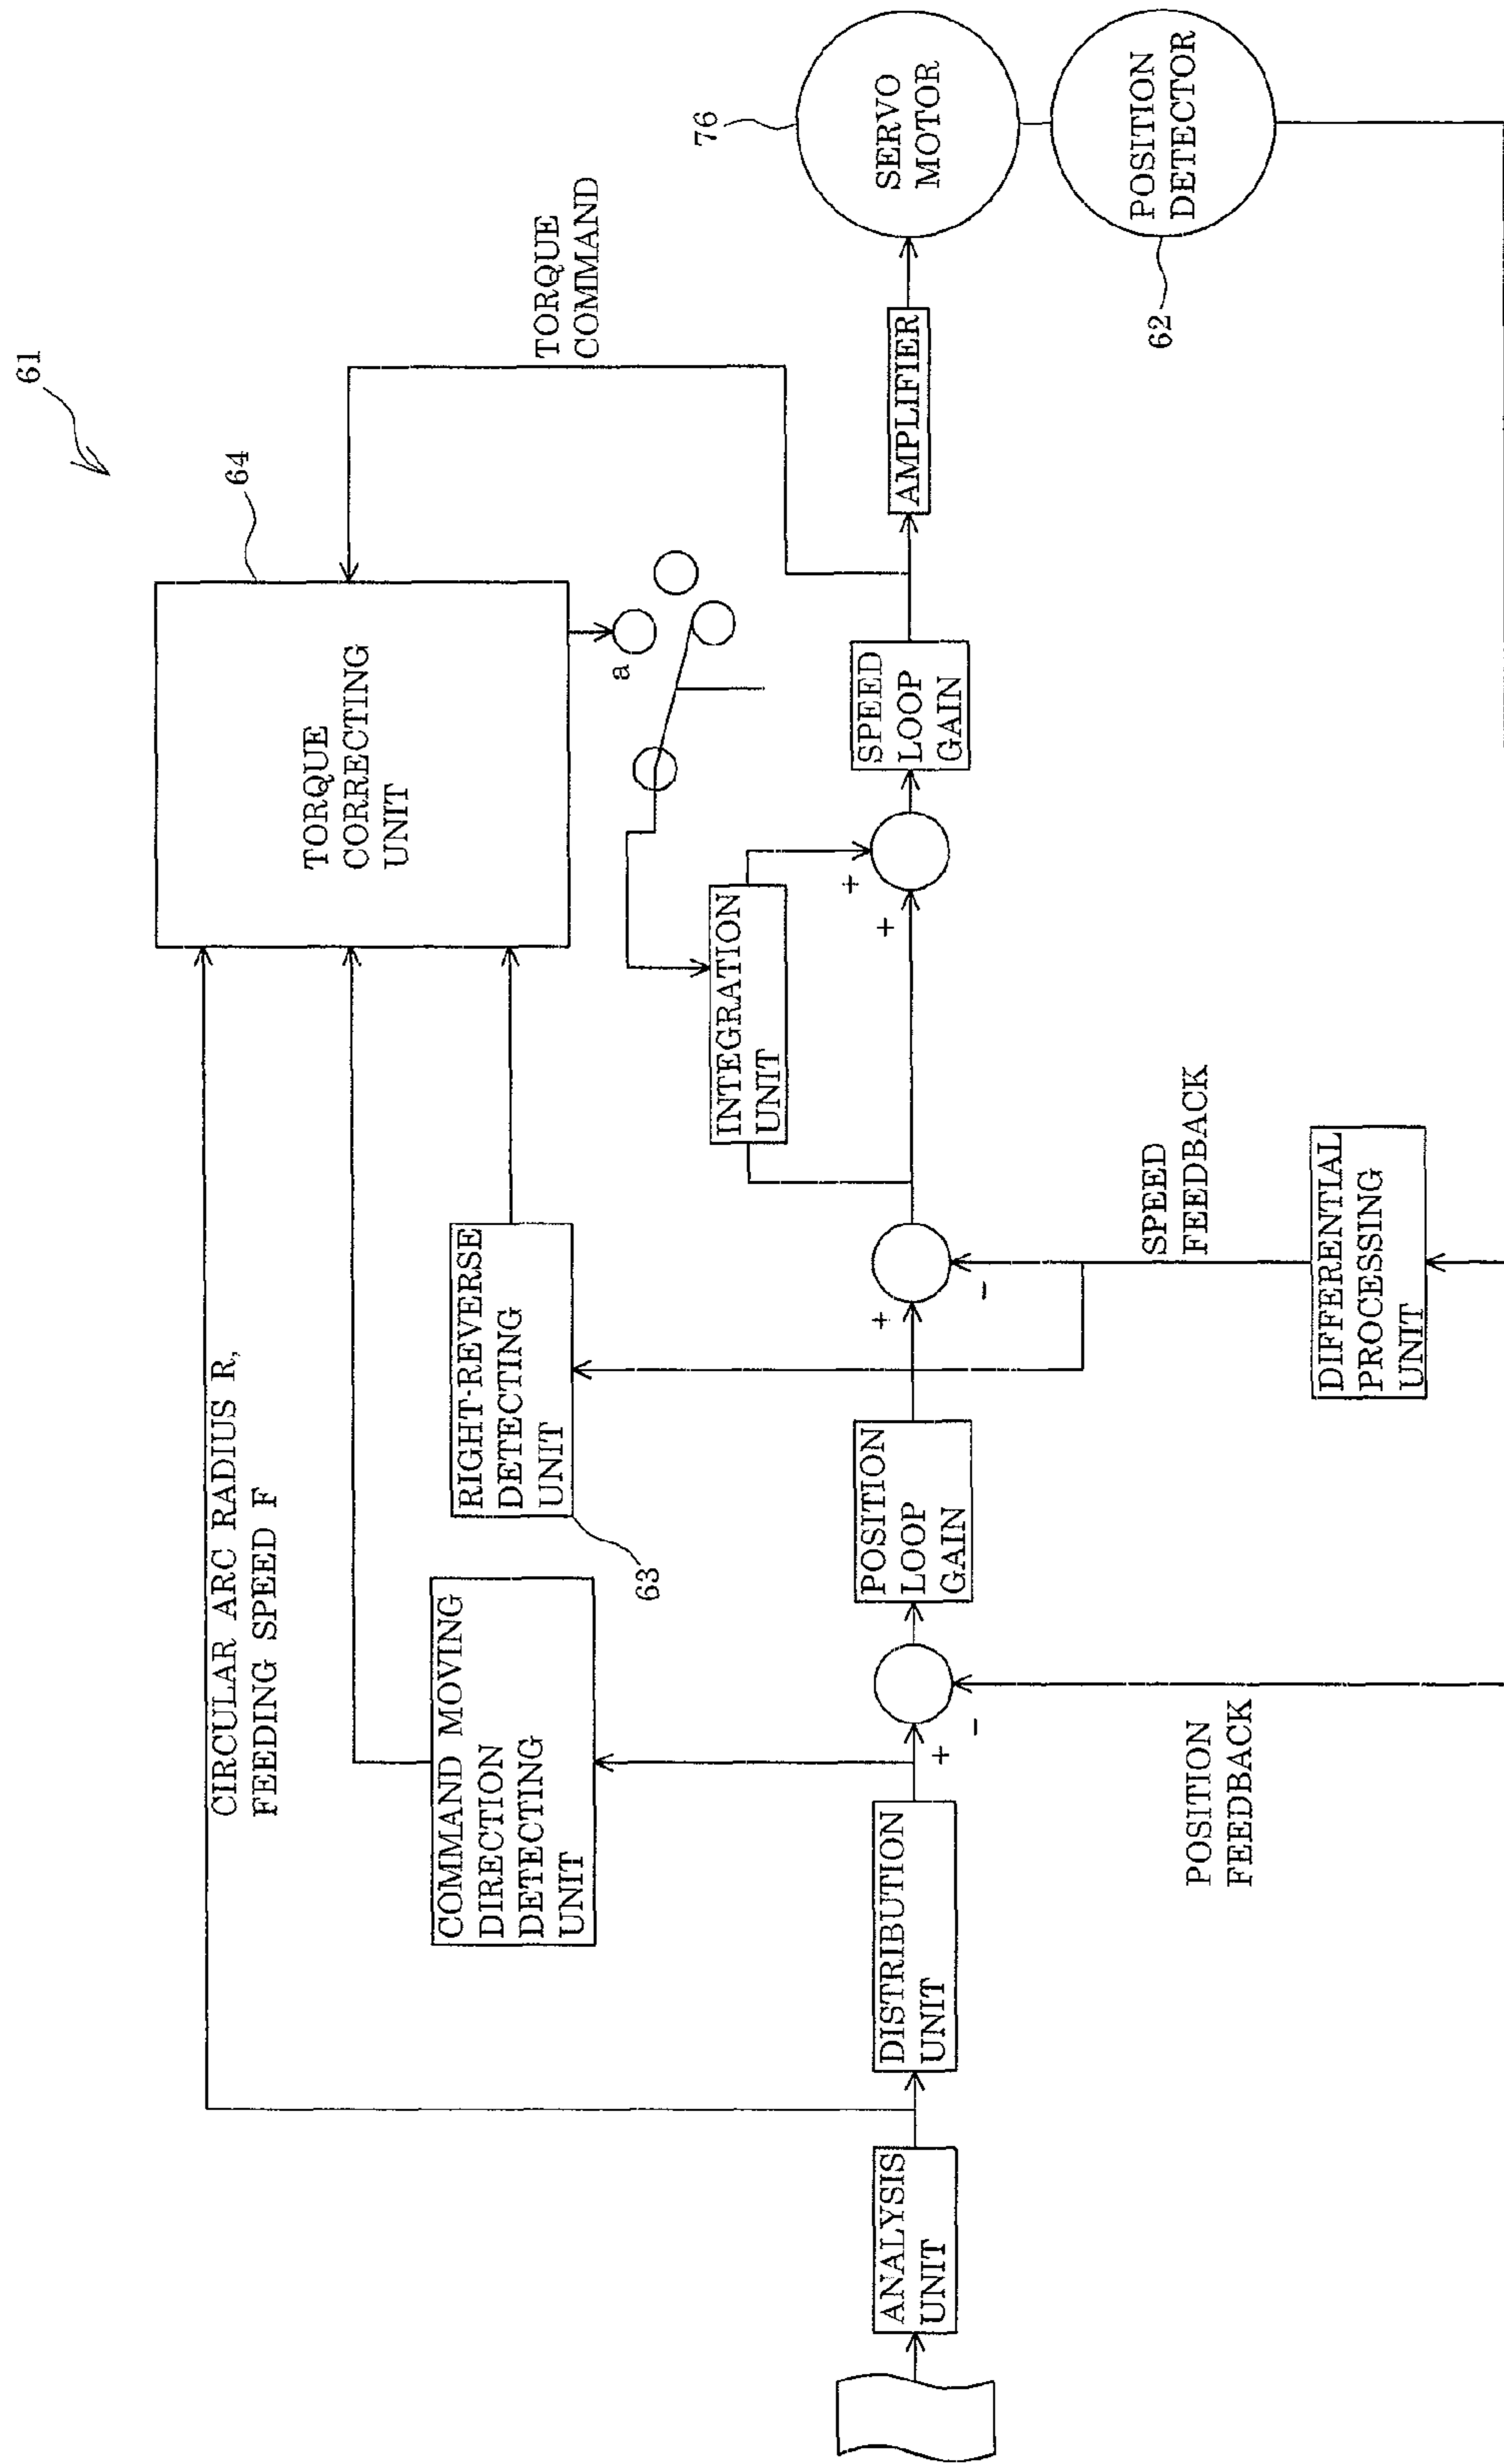 61
CIRCULAR ARC RADIUS R,
FEEDING SPEED F
64
TORQUE
CORRECTING
UNIT
TORQUE
COMMAND
COMMAND MOVING
DIRECTION
DETECTING
UNIT
RIGHT-REVERSE
DETECTING
UNIT
63
a
INTEGRATION
UNIT
76
SERVO
MOTOR
ANALYSIS
UNIT
DISTRIBUTION
UNIT
+
-
POSITION
LOOP
GAIN
+
-
+
+
SPEED
LOOP
GAIN
AMPLIFIER
POSITION
DETECTOR
62
POSITION
FEEDBACK
SPEED
FEEDBACK
DIFFERENTIAL
PROCESSING
UNIT